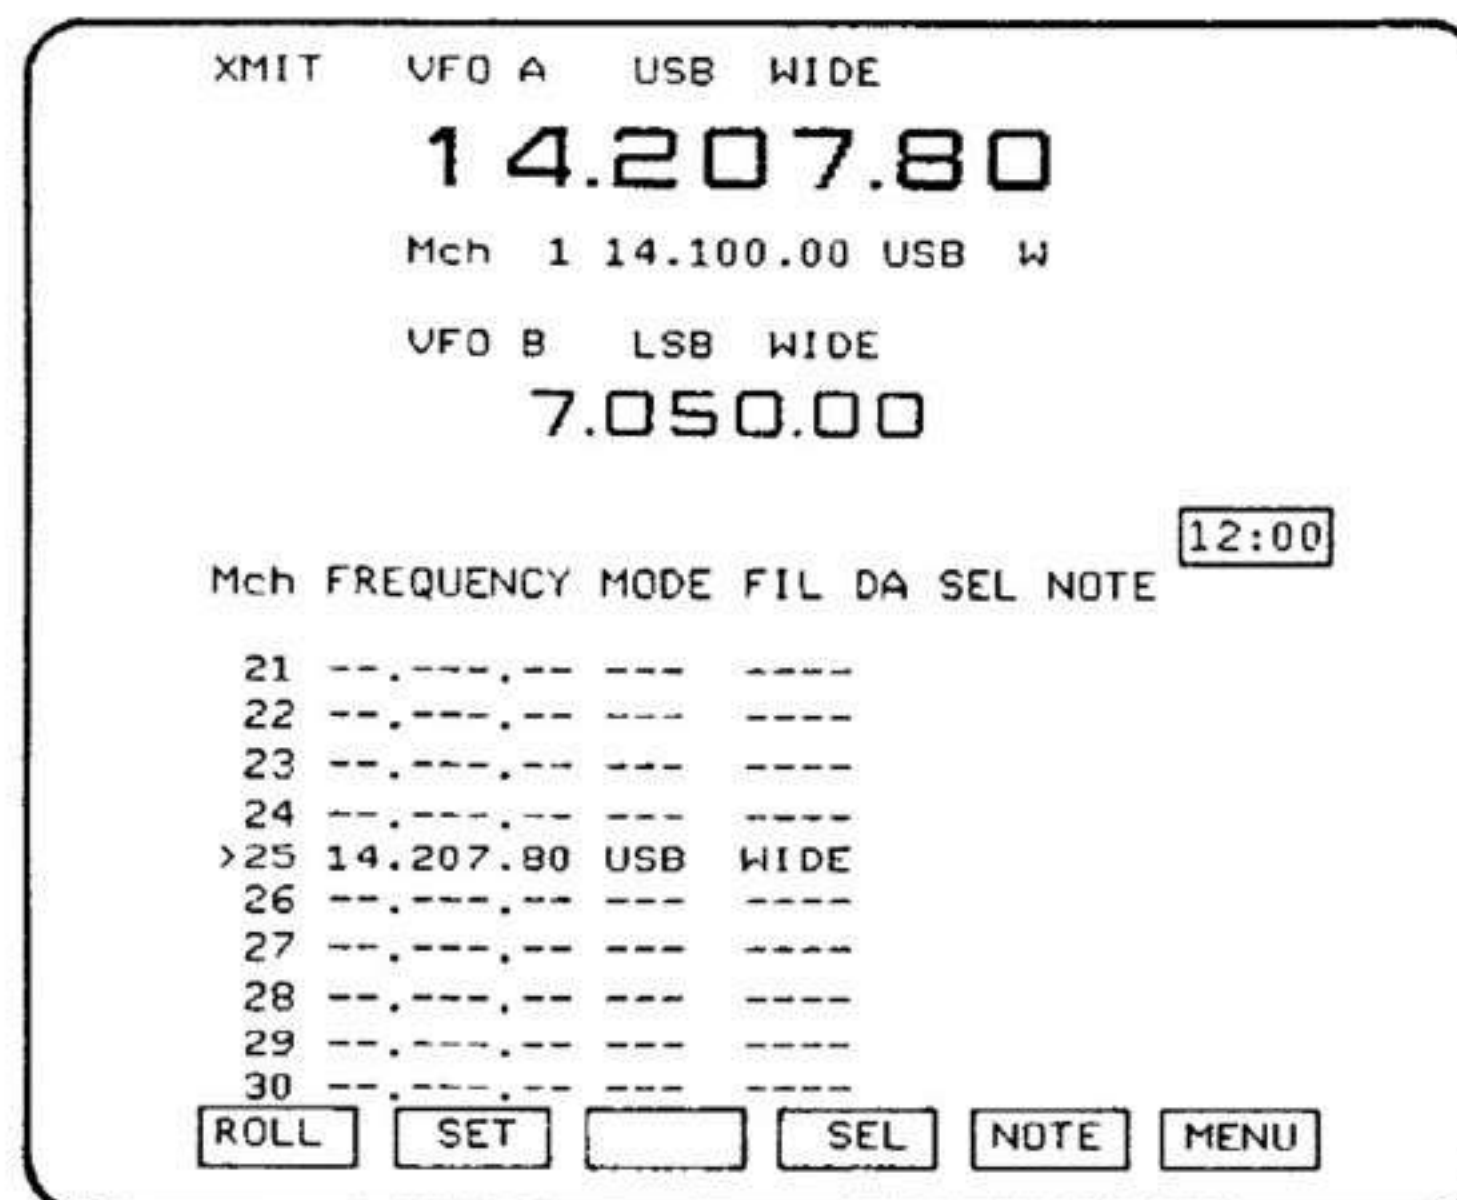 XMIT VFO A USB WIDE
14.207.80
Mch 1 14.100.00 USB W
VFO B LSB WIDE
7.050.00
12:00
Mch FREQUENCY MODE FIL DA SEL NOTE
21 --.---.-- --- ----
22 --.---.-- --- ----
23 --.---.-- --- ----
24 --.---.-- --- ----
>25 14.207.80 USB WIDE
26 --.---.-- --- ----
27 --.---.-- --- ----
28 --.---.-- --- ----
29 --.---.-- --- ----
30 --.---.-- --- ----
ROLL SET SEL NOTE MENU